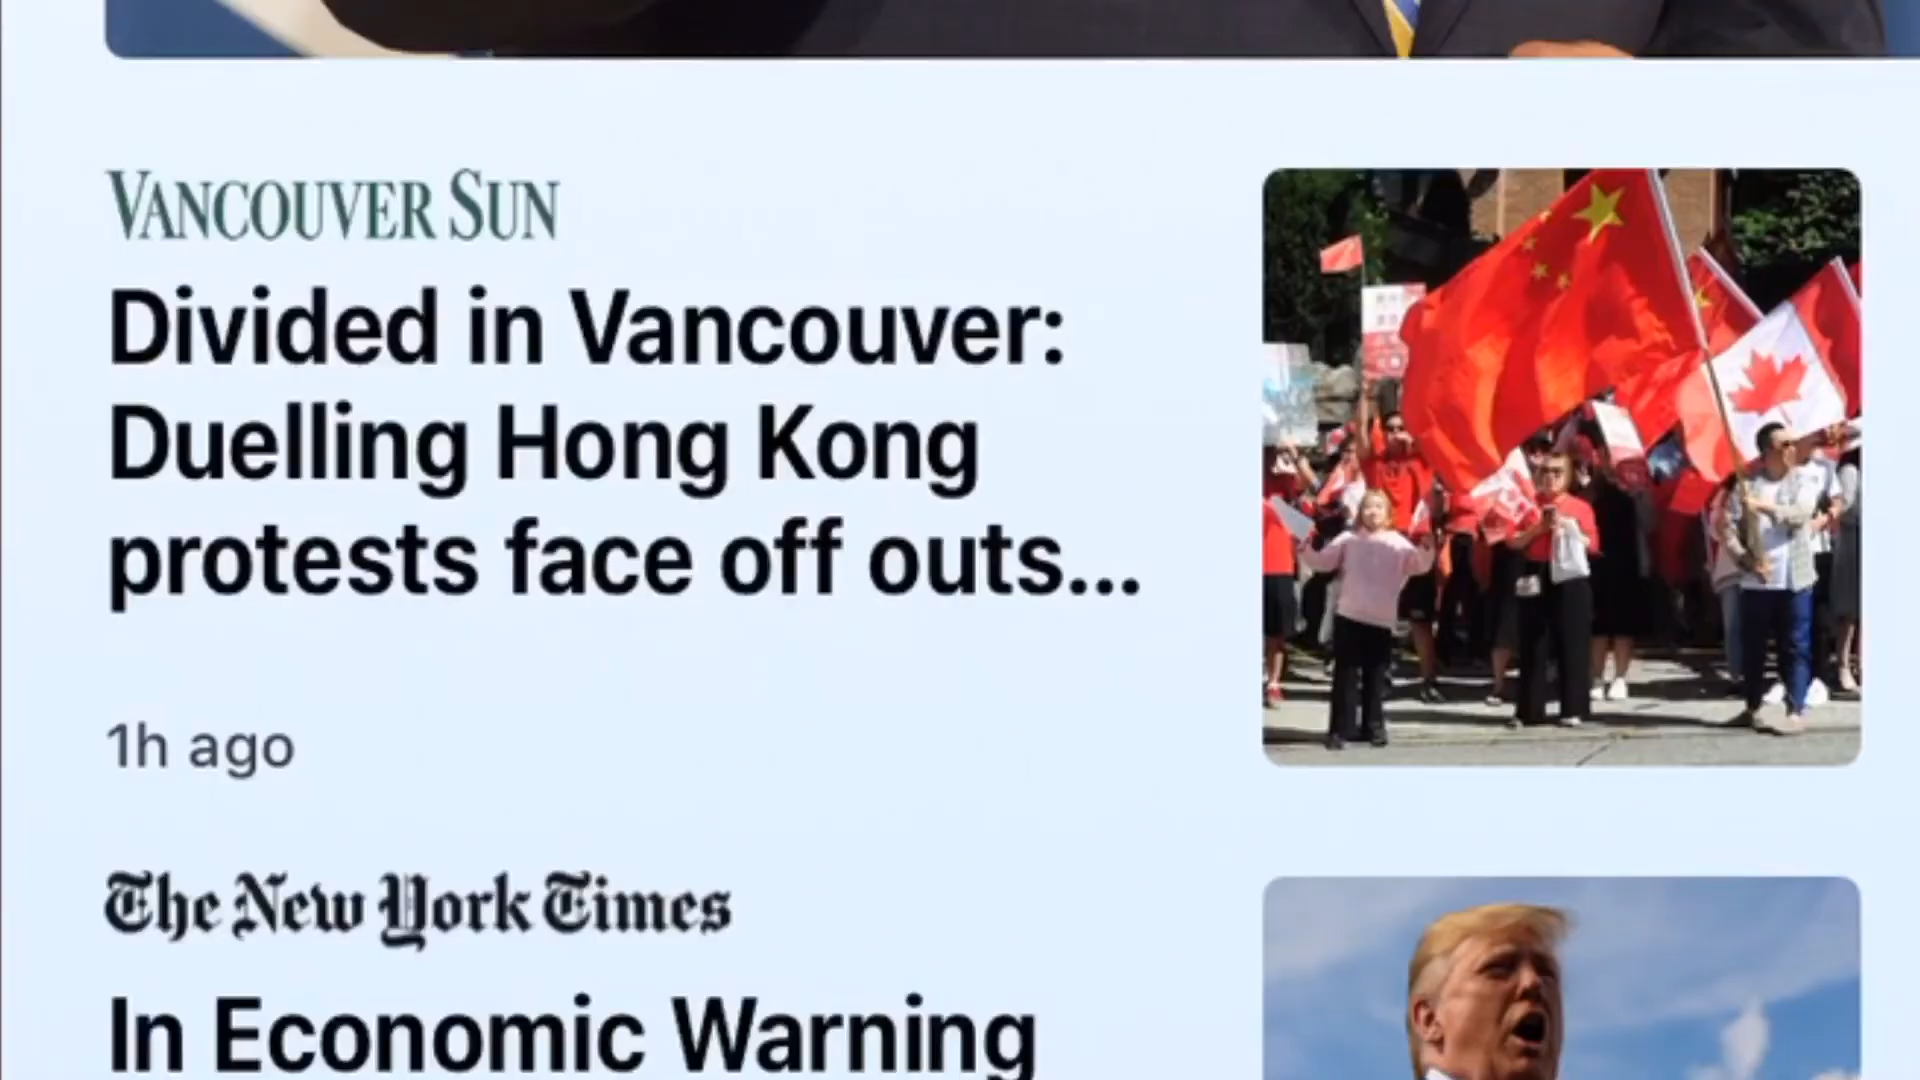 VANCOUVER SUN
Divided in Vancouver:
Duelling Hong Kong
protests face off outs...
1h ago
The New York Times
In Economic Warning